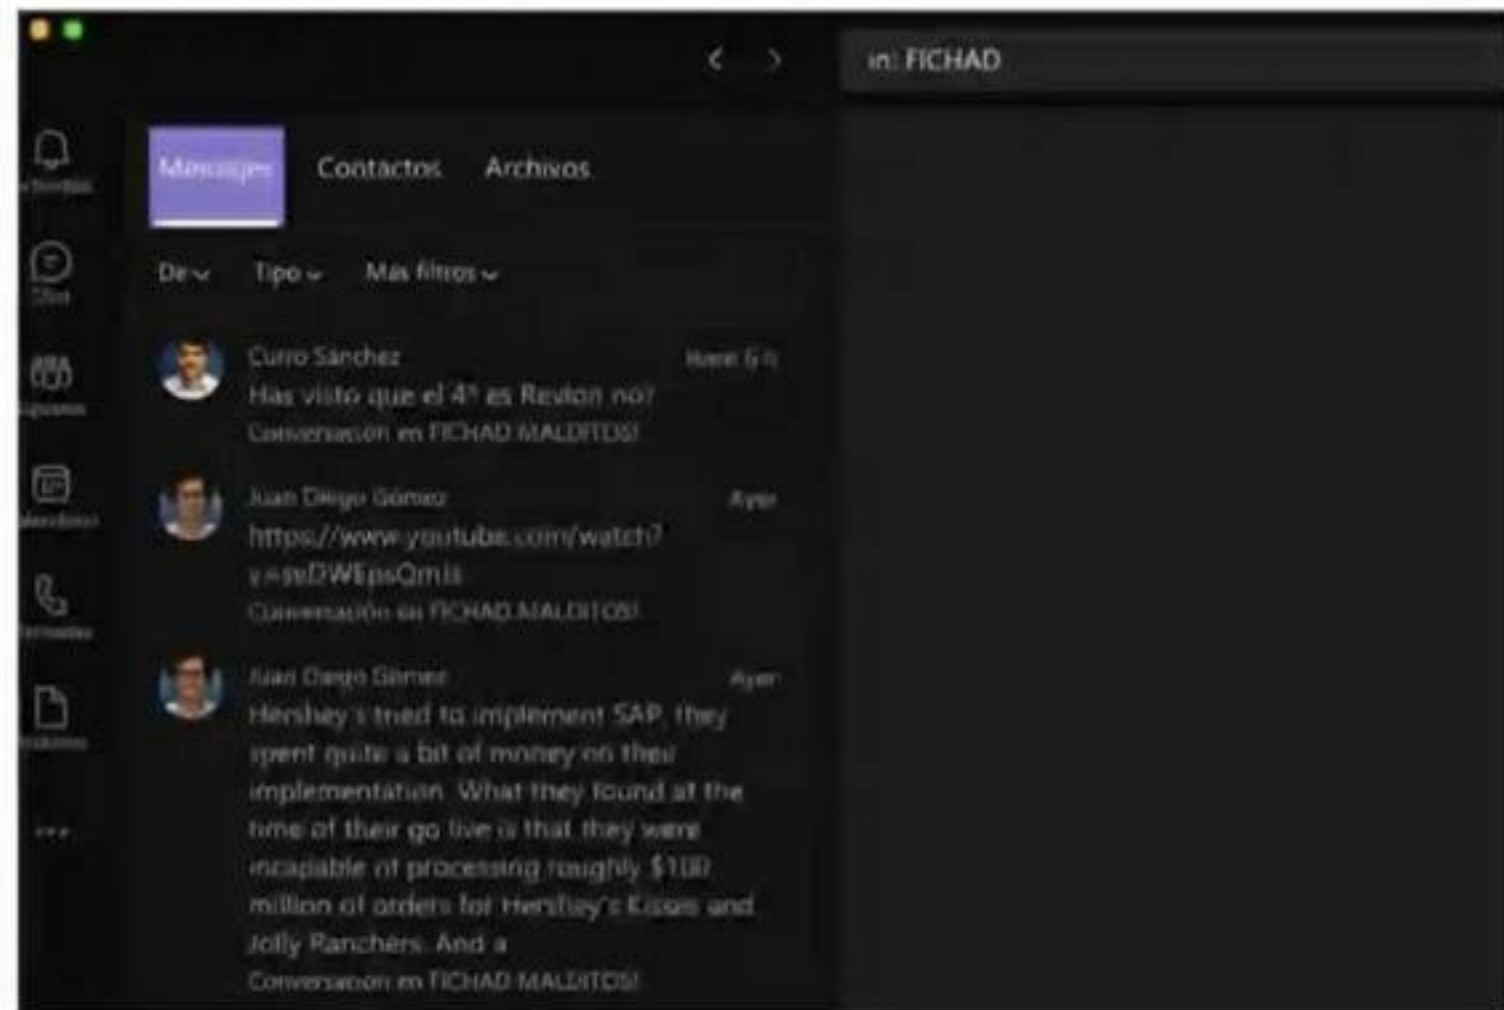 in: FICHAD
Mensajes Contactos Archivos
De Tipo Más filtros
Chat
Curro Sánchez
Has visto que el 4º es Revlon no?
Conversación en FICHAD MALDITOS!
Juan Diego Gómez Ayer
https://www.youtube.com/watch?
Conversación en FICHAD MALDITOS!
Juan Diego Gómez Ayer
Hershey's tried to implement SAP, they
spent quite a bit of money on their
implementation. What they found at the
time of their go live is that they were
incapable of processing roughly $100
million of orders for Hershey's Kisses and
Jolly Ranchers. And a
Conversación en FICHAD MALDITOS!